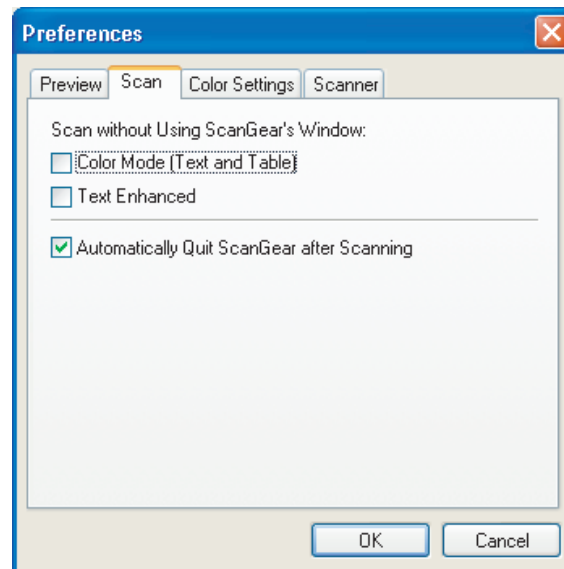 Preferences
Preview Scan Color Settings Scanner
Scan without Using ScanGear's Window:
Color Mode (Text and Table)
Text Enhanced
Automatically Quit ScanGear after Scanning
OK Cancel